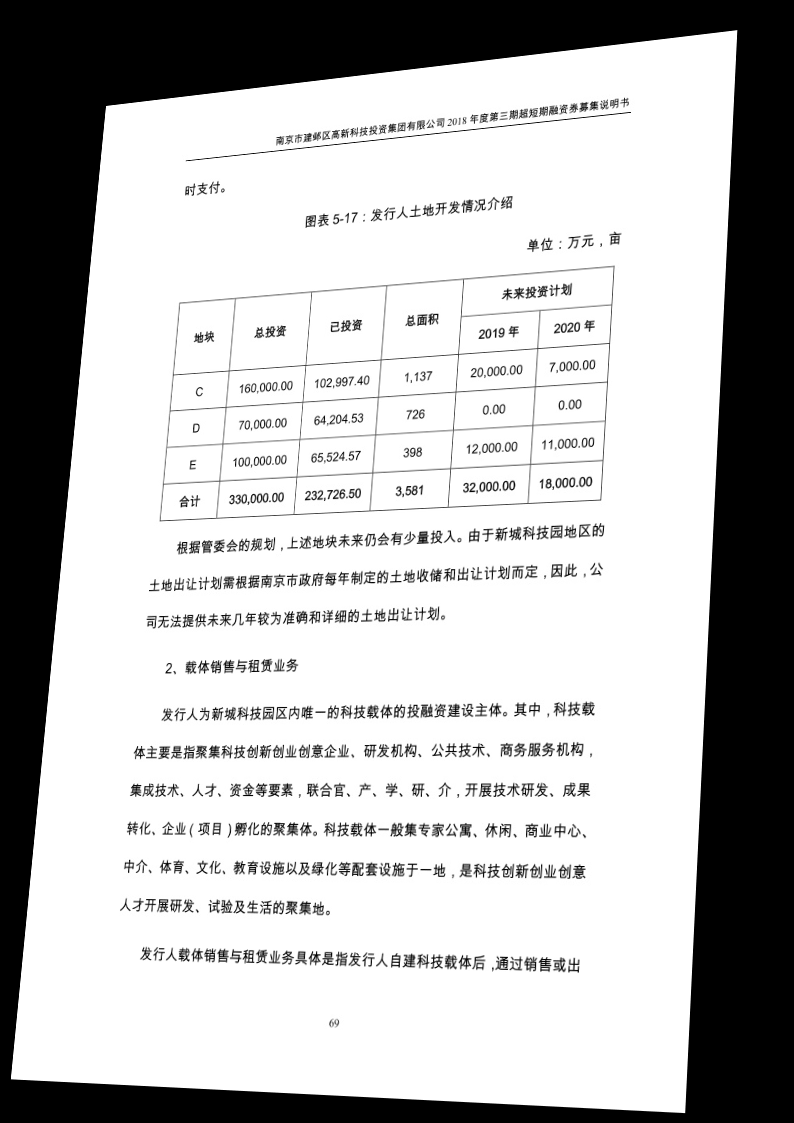 南京市建邺区高新科技投资集团有限公司 2018 年度第三期超短期融资券募集说明书
时支付。
图表 5-17：发行人土地开发情况介绍
单位：万元，亩
地块 总投资 已投资 总面积 未来投资计划
2019 年 2020 年
C 160,000.00 102,997.40 1,137 20,000.00 7,000.00
D 70,000.00 64,204.53 726 0.00 0.00
E 100,000.00 65,524.57 398 12,000.00 11,000.00
合计 330,000.00 232,726.50 3,581 32,000.00 18,000.00
根据管委会的规划，上述地块未来仍会有少量投入。由于新城科技园地区的
土地出让计划需根据南京市政府每年制定的土地收储和出让计划而定，因此，公
司无法提供未来几年较为准确和详细的土地出让计划。
2、载体销售与租赁业务
发行人为新城科技园区内唯一的科技载体的投融资建设主体。其中，科技载
体主要是指聚集科技创新创业创意企业、研发机构、公共技术、商务服务机构，
集成技术、人才、资金等要素，联合官、产、学、研、介，开展技术研发、成果
转化、企业（项目）孵化的聚集体。科技载体一般集专家公寓、休闲、商业中心、
中介、体育、文化、教育设施以及绿化等配套设施于一地，是科技创新创业创意
人才开展研发、试验及生活的聚集地。
发行人载体销售与租赁业务具体是指发行人自建科技载体后，通过销售或出
69